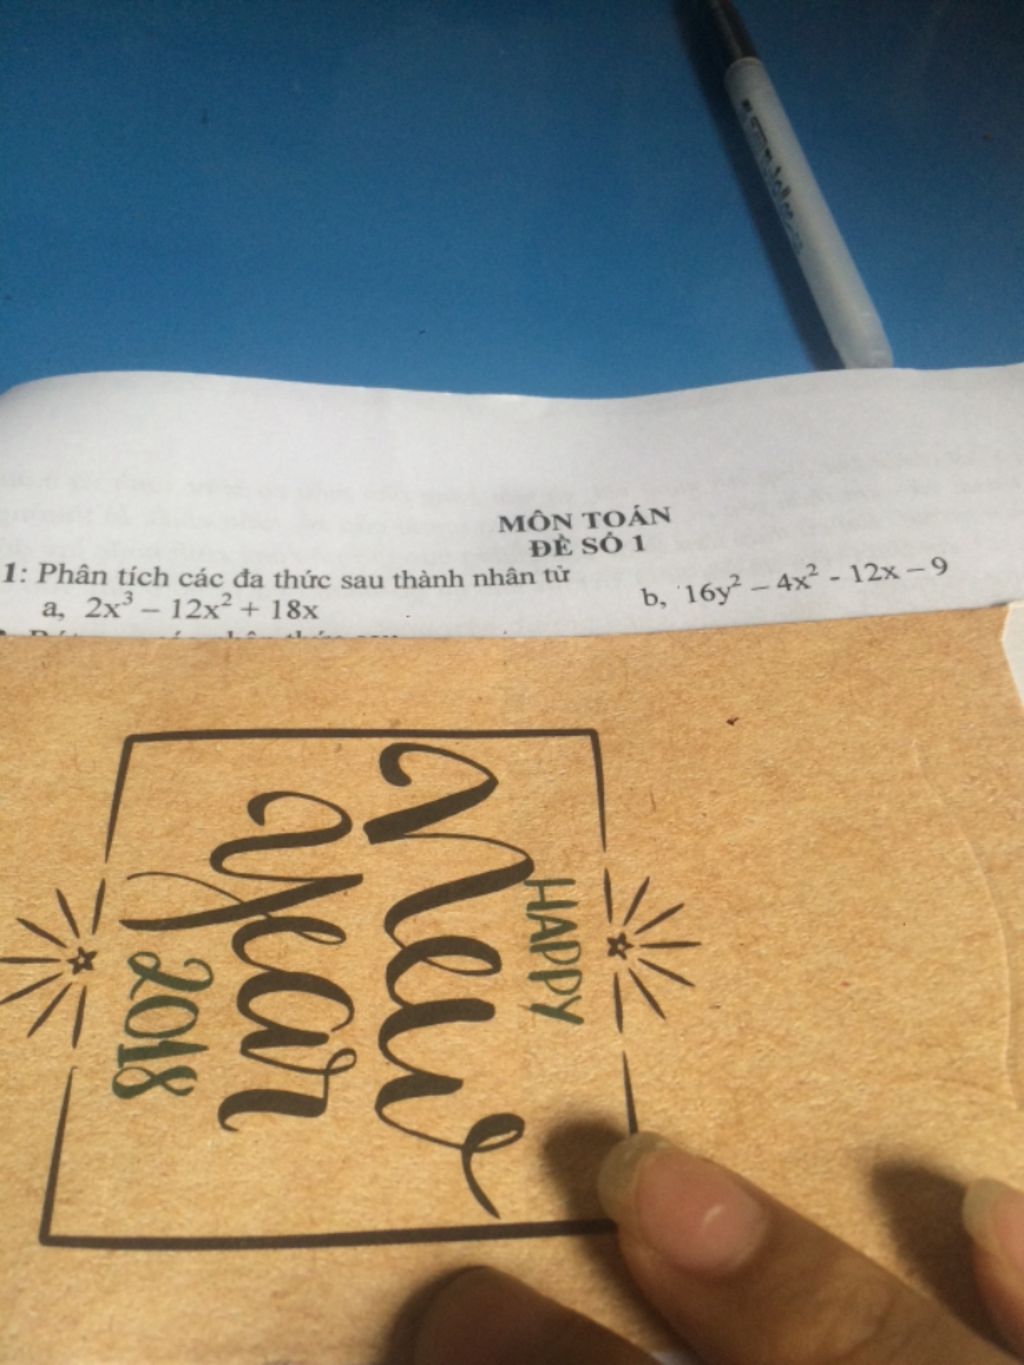 MÔN TOÁN
ĐỀ SỐ 1
1: Phân tích các đa thức sau thành nhân tử
a, 2x³ – 12x² + 18x
b, 16y² – 4x² - 12x – 9
HAPPY
New
Year
2018